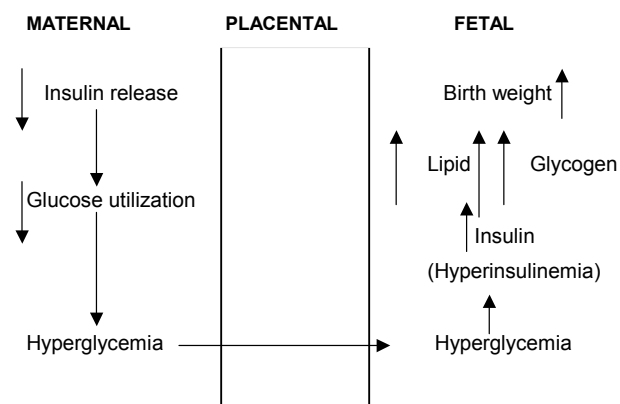 MATERNAL PLACENTAL FETAL
Insulin release Birth weight
Lipid Glycogen
Glucose utilization
Insulin
(Hyperinsulinemia)
Hyperglycemia Hyperglycemia